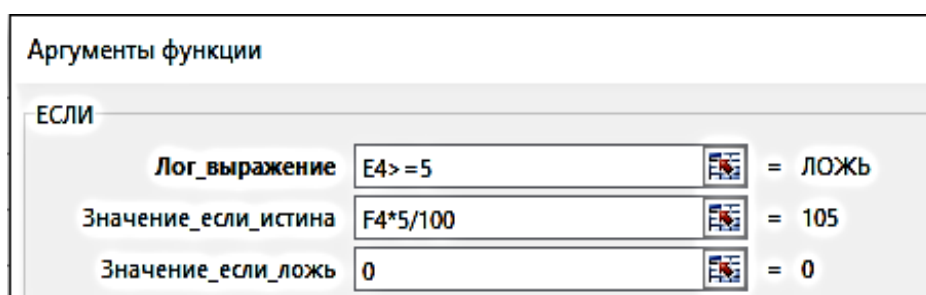 Аргументы функции
ЕСЛИ
Лог_выражение E4>=5 = ЛОЖЬ
Значение_если_истина F4*5/100 = 105
Значение_если_ложь 0 = 0